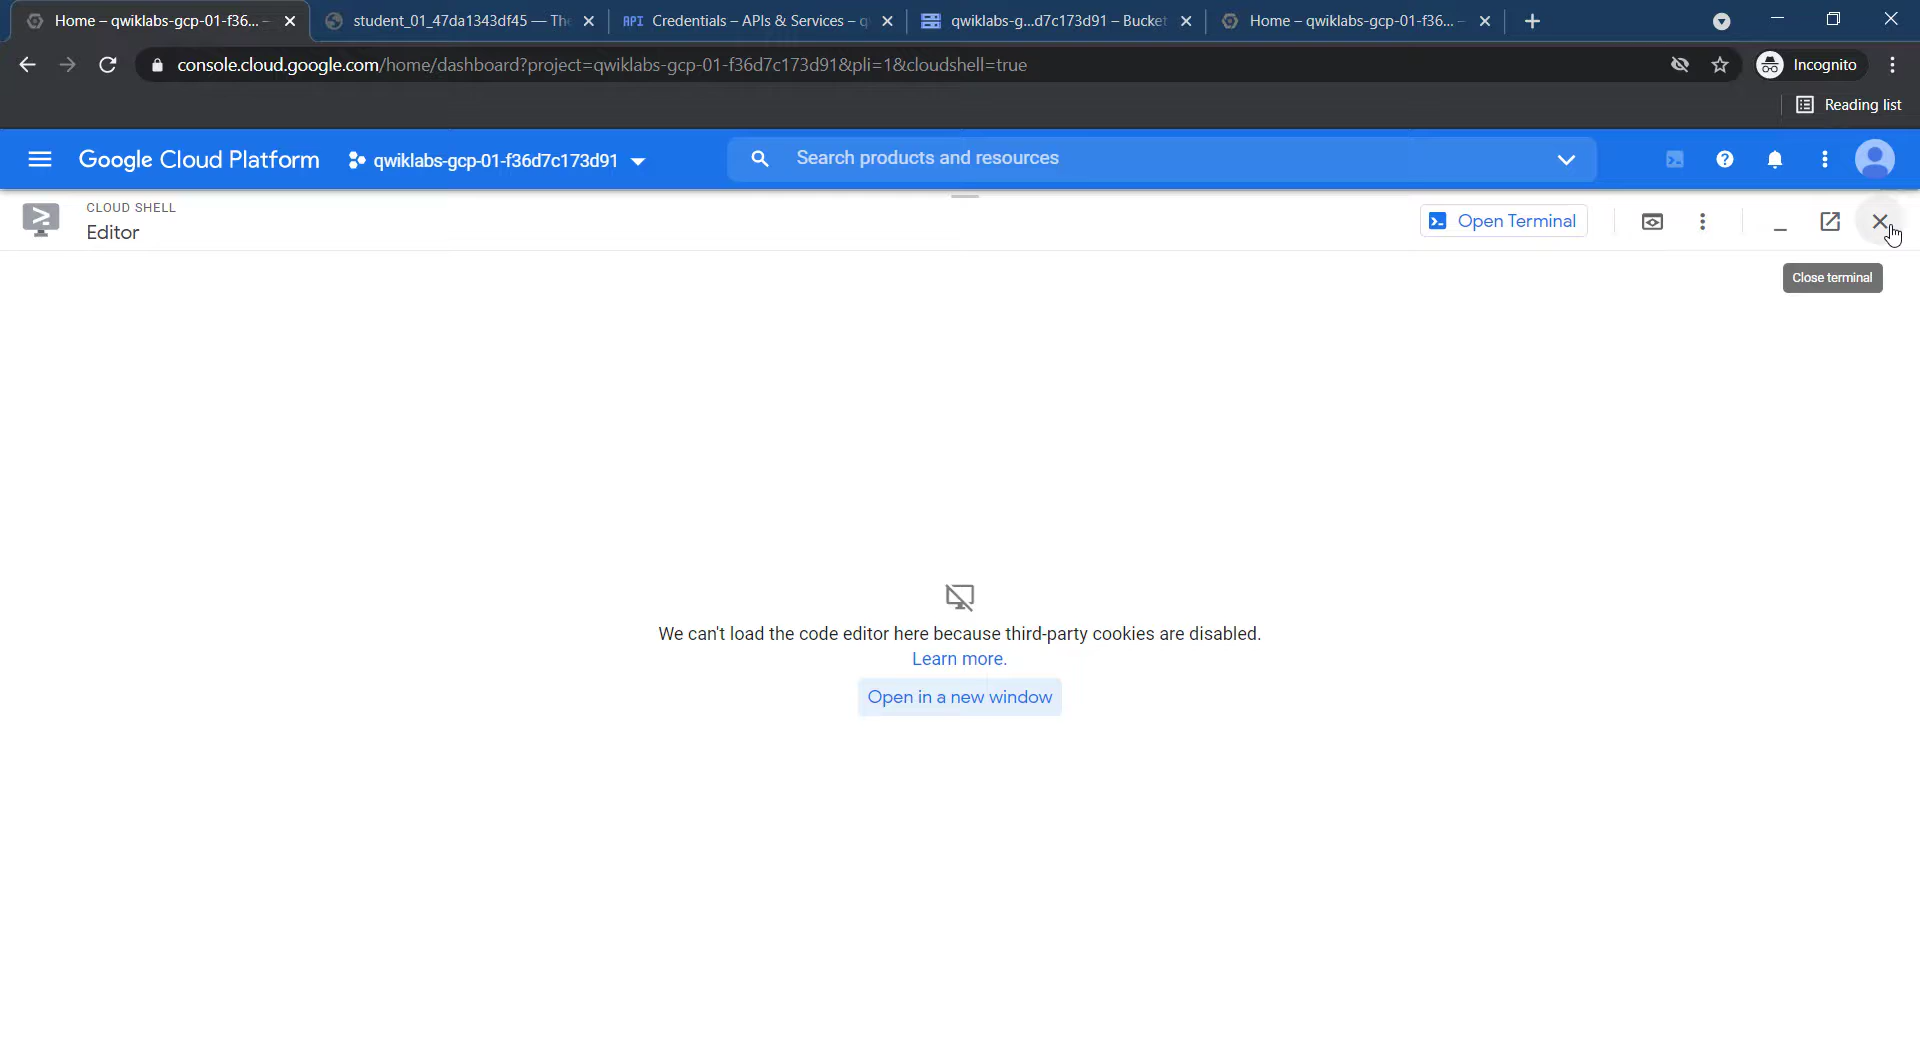 Home – qwiklabs-gcp-01-f36...
student_01_47da1343df45 — The
API Credentials – APIs & Services – q
qwiklabs-g...d7c173d91 – Bucket
Home – qwiklabs-gcp-01-f36...
console.cloud.google.com/home/dashboard?project=qwiklabs-gcp-01-f36d7c173d91&pli=1&cloudshell=true
Incognito
Reading list
Google Cloud Platform
qwiklabs-gcp-01-f36d7c173d91
Search products and resources
CLOUD SHELL
Editor
Open Terminal
Close terminal
We can't load the code editor here because third-party cookies are disabled.
Learn more.
Open in a new window